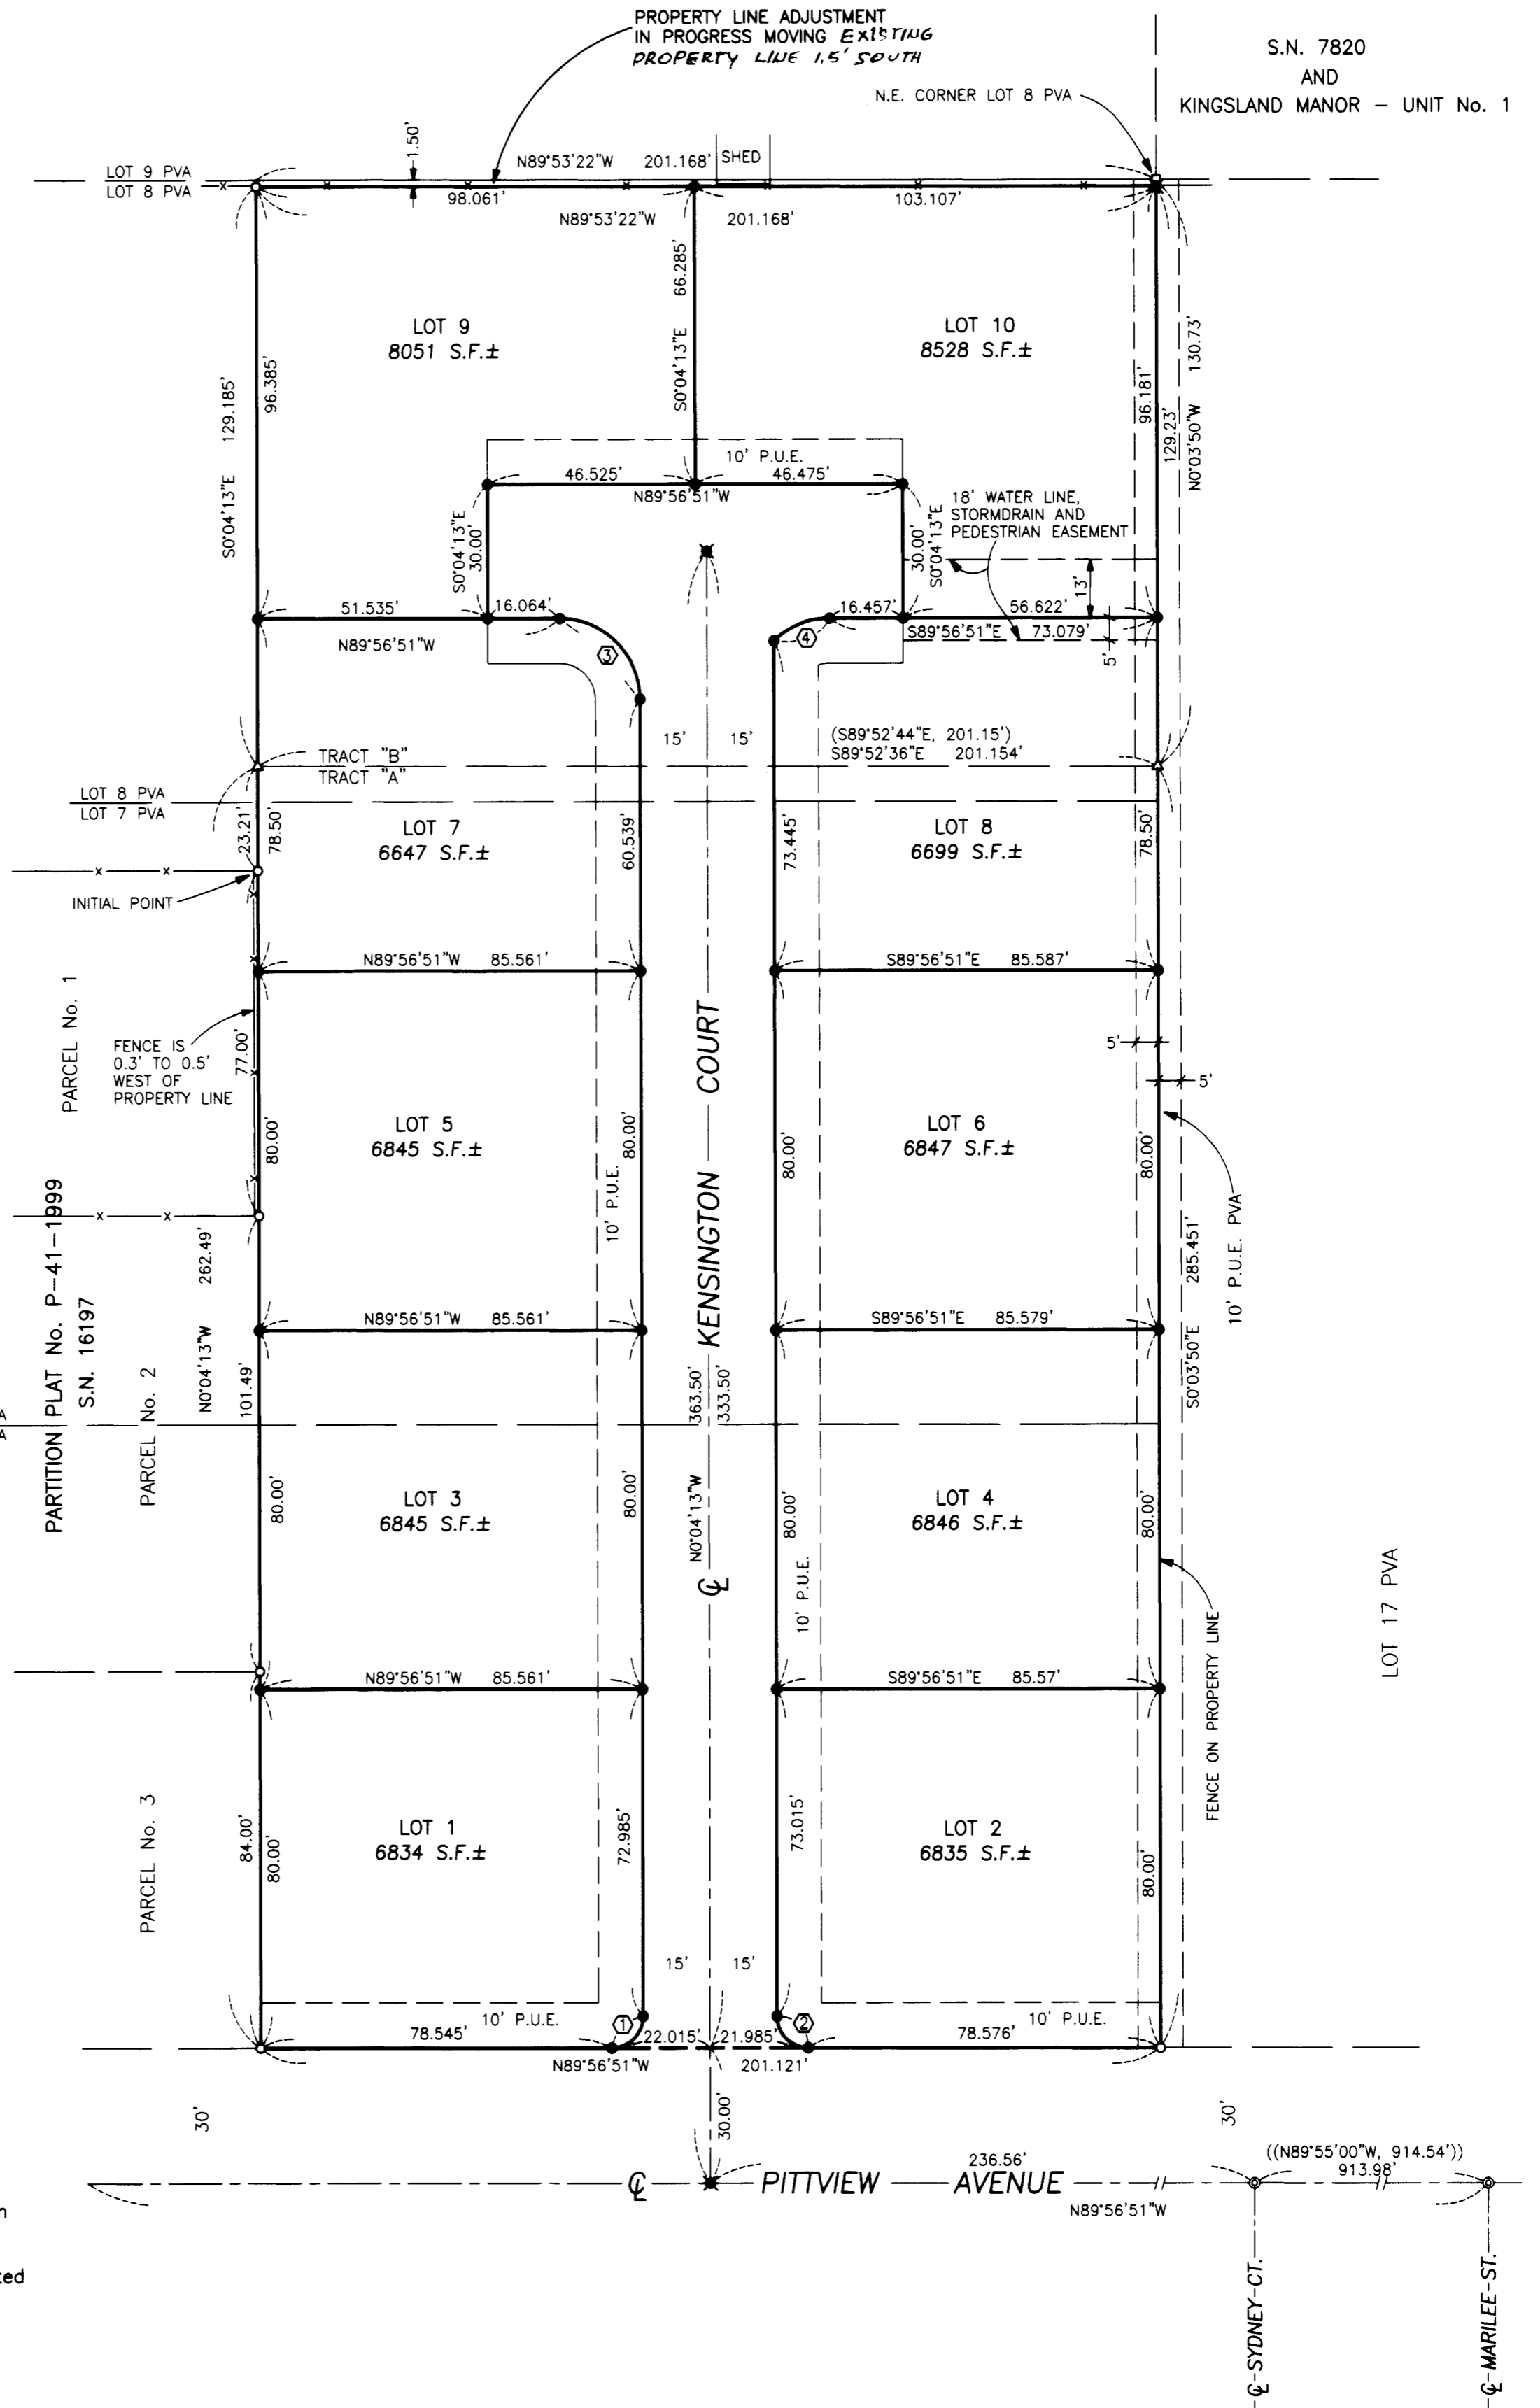 PROPERTY LINE ADJUSTMENT
IN PROGRESS MOVING EXISTING
PROPERTY LINE 1.5' SOUTH
S.N. 7820
AND
KINGSLAND MANOR – UNIT No. 1
N.E. CORNER LOT 8 PVA
1.50'
N89°53'22"W 201.168'
SHED
LOT 9 PVA
LOT 8 PVA
98.061'
103.107'
N89°53'22"W 201.168'
66.285'
S0°04'13"E
LOT 9
8051 S.F.±
LOT 10
8528 S.F.±
129.185'
S0°04'13"E
96.385'
96.181'
129.23'
130.73'
N0°03'50"W
10' P.U.E.
46.525'
46.475'
N89°56'51"W
S0°04'13"E
30.00'
30.00'
S0°04'13"E
18' WATER LINE,
STORMDRAIN AND
PEDESTRIAN EASEMENT
13'
51.535'
16.064'
N89°56'51"W
3
16.457'
56.622'
4
S89°56'51"E 73.079'
5'
15'
15'
(S89°52'44"E, 201.15')
S89°52'36"E 201.154'
TRACT "B"
TRACT "A"
LOT 8 PVA
LOT 7 PVA
23.21'
78.50'
LOT 7
6647 S.F.±
60.539'
73.445'
LOT 8
6699 S.F.±
78.50'
INITIAL POINT
N89°56'51"W 85.561'
S89°56'51"E 85.587'
PARCEL No. 1
FENCE IS
0.3' TO 0.5'
WEST OF
PROPERTY LINE
77.00'
80.00'
LOT 5
6845 S.F.±
80.00'
10' P.U.E.
KENSINGTON COURT
80.00'
LOT 6
6847 S.F.±
80.00'
5'
5'
10' P.U.E. PVA
PARTITION PLAT No. P–41–1999
S.N. 16197
262.49'
N0°04'13"W
285.451'
S0°03'50"E
N89°56'51"W 85.561'
S89°56'51"E 85.579'
PARCEL No. 2
101.49'
363.50'
333.50'
N0°04'13"W
A
A
80.00'
LOT 3
6845 S.F.±
80.00'
80.00'
10' P.U.E.
LOT 4
6846 S.F.±
80.00'
LOT 17 PVA
FENCE ON PROPERTY LINE
N89°56'51"W 85.561'
S89°56'51"E 85.57'
PARCEL No. 3
84.00'
80.00'
LOT 1
6834 S.F.±
72.985'
73.015'
LOT 2
6835 S.F.±
80.00'
15'
15'
10' P.U.E.
1
2
10' P.U.E.
78.545'
22.015'
21.985'
78.576'
N89°56'51"W
201.121'
30'
30.00'
30'
236.56'
((N89°55'00"W, 914.54'))
913.98'
℄ PITTVIEW AVENUE
N89°56'51"W
℄ SYDNEY CT.
℄ MARILEE ST.